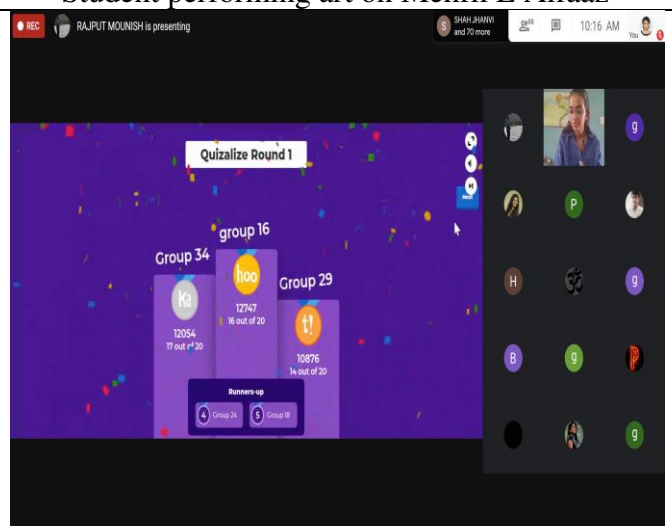 Student performing art on Mehfil E Alfaaz
REC
RAJPUT MOUNISH is presenting
S
SHAH JHANVI
and 70 more
10:16 AM
You
Quizalize Round 1
Next
Group 34
group 16
Group 29
Ka
hoo
t!
12054
17 out of 20
12747
16 out of 20
10876
14 out of 20
Runners-up
4 Group 24
5 Group 18
g
P
H
g
B
g
P
g